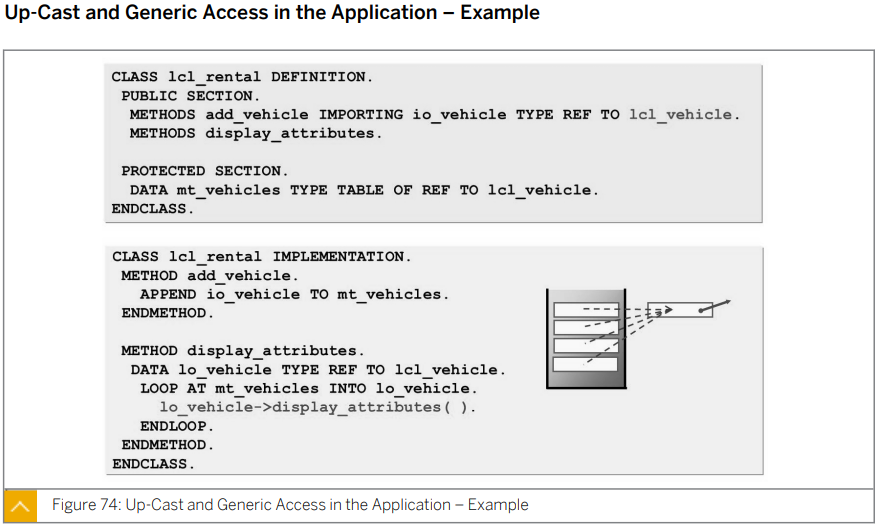 Up-Cast and Generic Access in the Application – Example
CLASS lcl_rental DEFINITION.
PUBLIC SECTION.
METHODS add_vehicle IMPORTING io_vehicle TYPE REF TO lcl_vehicle.
METHODS display_attributes.
PROTECTED SECTION.
DATA mt_vehicles TYPE TABLE OF REF TO lcl_vehicle.
ENDCLASS.
CLASS lcl_rental IMPLEMENTATION.
METHOD add_vehicle.
APPEND io_vehicle TO mt_vehicles.
ENDMETHOD.
METHOD display_attributes.
DATA lo_vehicle TYPE REF TO lcl_vehicle.
LOOP AT mt_vehicles INTO lo_vehicle.
lo_vehicle->display_attributes( ).
ENDLOOP.
ENDMETHOD.
ENDCLASS.
Figure 74: Up-Cast and Generic Access in the Application – Example